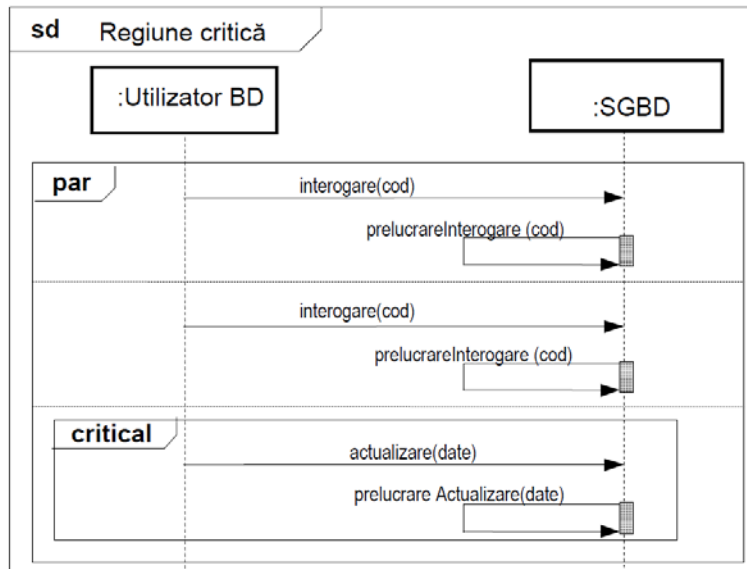 sd Regiune critică
:Utilizator BD
:SGBD
par
interogare(cod)
prelucrareInterogare (cod)
interogare(cod)
prelucrareInterogare (cod)
critical
actualizare(date)
prelucrare Actualizare(date)